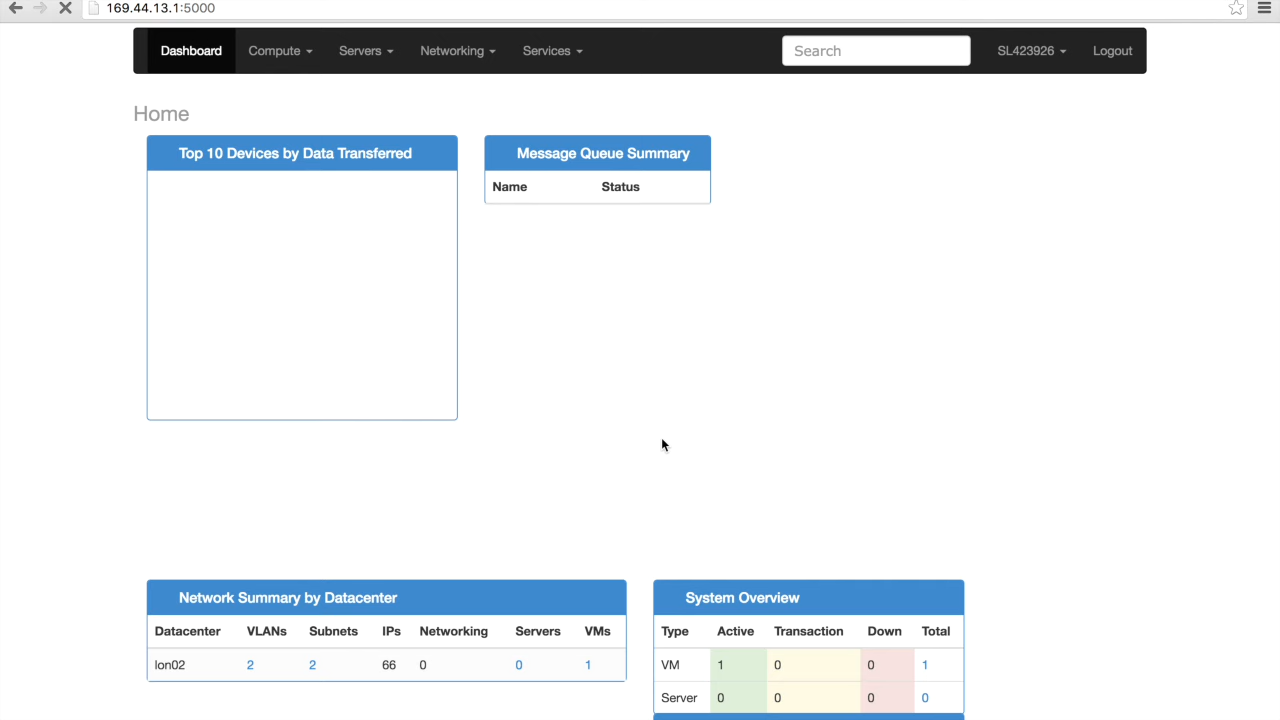 169.44.13.1:5000
Dashboard Compute Servers Networking Services Search SL423926 Logout
Home
Top 10 Devices by Data Transferred
Message Queue Summary
Name Status
Network Summary by Datacenter
Datacenter VLANs Subnets IPs Networking Servers VMs
lon02 2 2 66 0 0 1
System Overview
Type Active Transaction Down Total
VM 1 0 0 1
Server 0 0 0 0